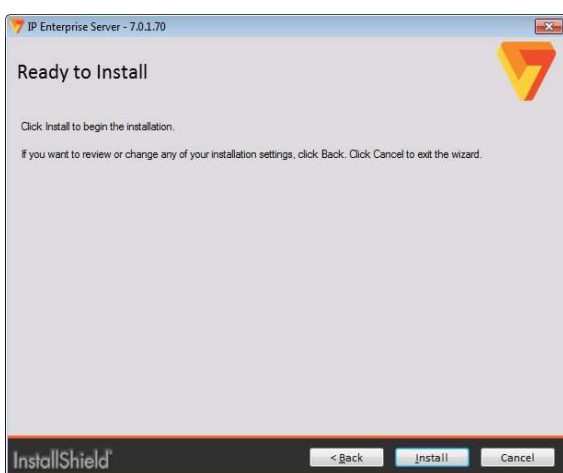 IP Enterprise Server - 7.0.1.70
Ready to Install
Click Install to begin the installation.
If you want to review or change any of your installation settings, click Back. Click Cancel to exit the wizard.
InstallShield
< Back Install Cancel